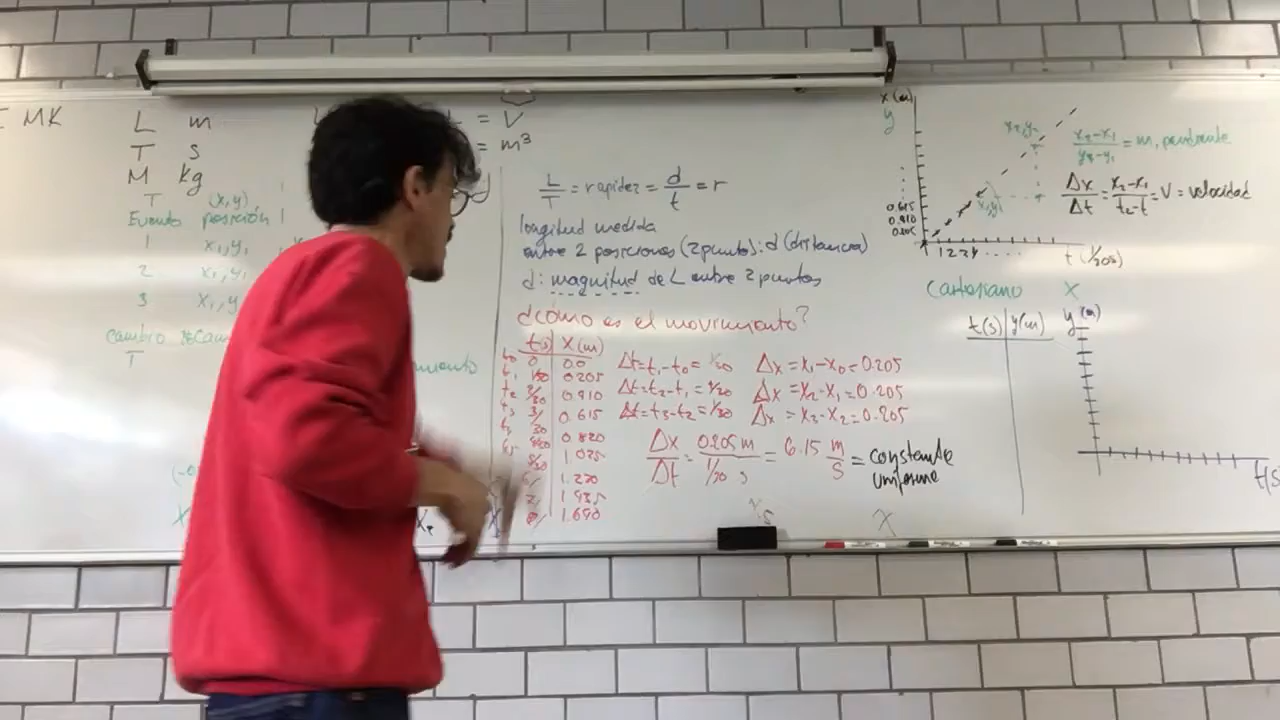 MK
L m
T s
M kg
= V
= m³
T (x,y)
Evento posición
1 x₁,y₁
2
3
cambro
T
L/T = rapidez = d/t = r
longitud medida
entre 2 posiciones (2 puntos): d (distancia)
d: magnitud de L entre 2 puntos
¿cómo es el movimiento?
t(s) x(m)
t₀ 0 0.0
t₁ 1/30 0.205
t₂ 2/30 0.410
t₃ 3/30 0.615
0.820
1.025
1.230
1.435
1.640
Δt=t₁-t₀= 1/30 Δx = x₁-x₀=0.205
Δt=t₂-t₁ = 1/30 Δx = x₂-x₁=0.205
Δt=t₃-t₂= 1/30 Δx = x₃-x₂=0.205
Δx/Δt = 0.205 m / 1/30 s = 6.15 m/s = constante
uniforme
X
x(m)
y
x₂,y₂
x₁,y₁
0.615
0.410
0.205
1 2 3 4 ..... t (1/30s)
x₂-x₁/y₂-y₁ = m, pendiente
Δx/Δt = x₂-x₁/t₂-t = V = velocidad
cartesiano X
t(s) y(m)
y(m)
t(s)